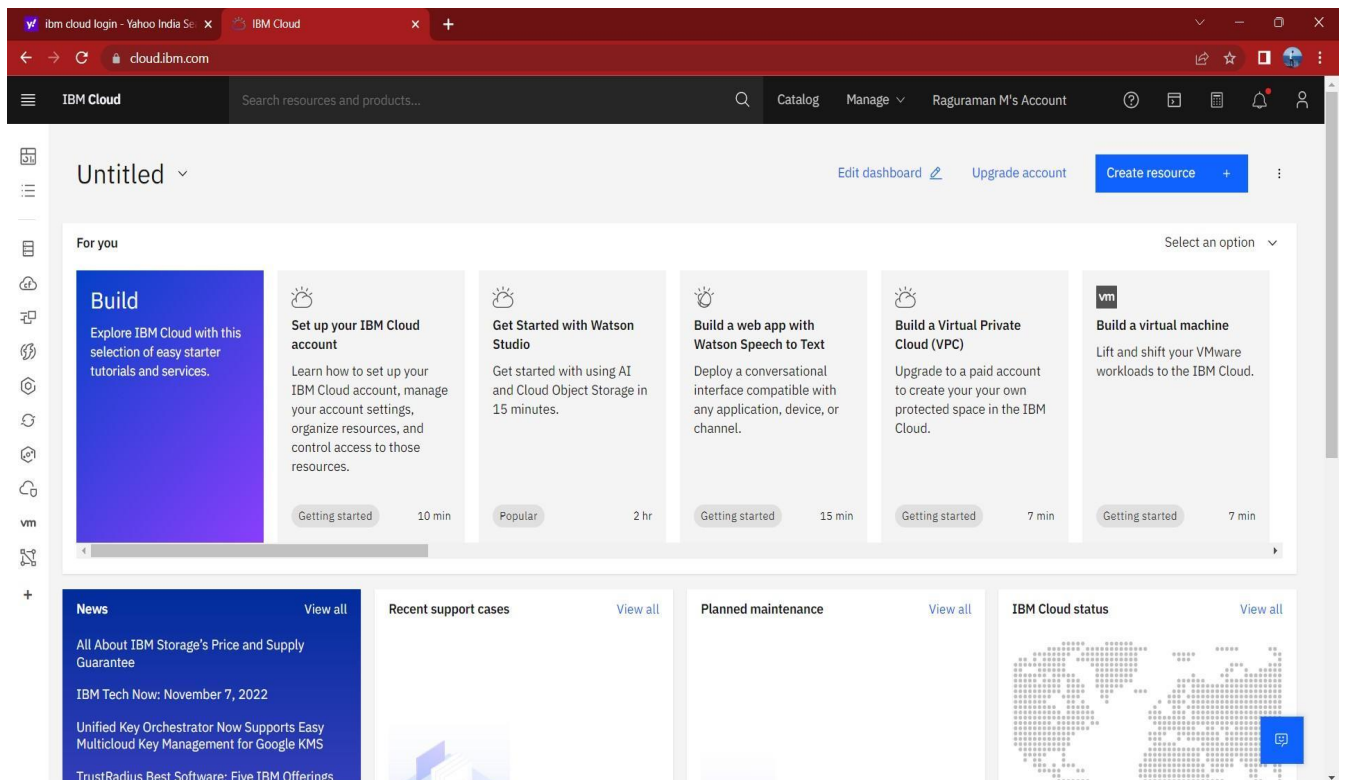 ibm cloud login - Yahoo India Se
IBM Cloud
cloud.ibm.com
IBM Cloud
Search resources and products...
Catalog
Manage
Raguraman M's Account
Untitled
Edit dashboard
Upgrade account
Create resource +
For you
Select an option
Build
Explore IBM Cloud with this
selection of easy starter
tutorials and services.
Set up your IBM Cloud
account
Learn how to set up your
IBM Cloud account, manage
your account settings,
organize resources, and
control access to those
resources.
Getting started
10 min
Get Started with Watson
Studio
Get started with using AI
and Cloud Object Storage in
15 minutes.
Popular
2 hr
Build a web app with
Watson Speech to Text
Deploy a conversational
interface compatible with
any application, device, or
channel.
Getting started
15 min
Build a Virtual Private
Cloud (VPC)
Upgrade to a paid account
to create your your own
protected space in the IBM
Cloud.
Getting started
7 min
vm
Build a virtual machine
Lift and shift your VMware
workloads to the IBM Cloud.
Getting started
7 min
vm
News
View all
All About IBM Storage's Price and Supply
Guarantee
IBM Tech Now: November 7, 2022
Unified Key Orchestrator Now Supports Easy
Multicloud Key Management for Google KMS
TrustRadius Best Software: Five IBM Offerings
Recent support cases
View all
Planned maintenance
View all
IBM Cloud status
View all